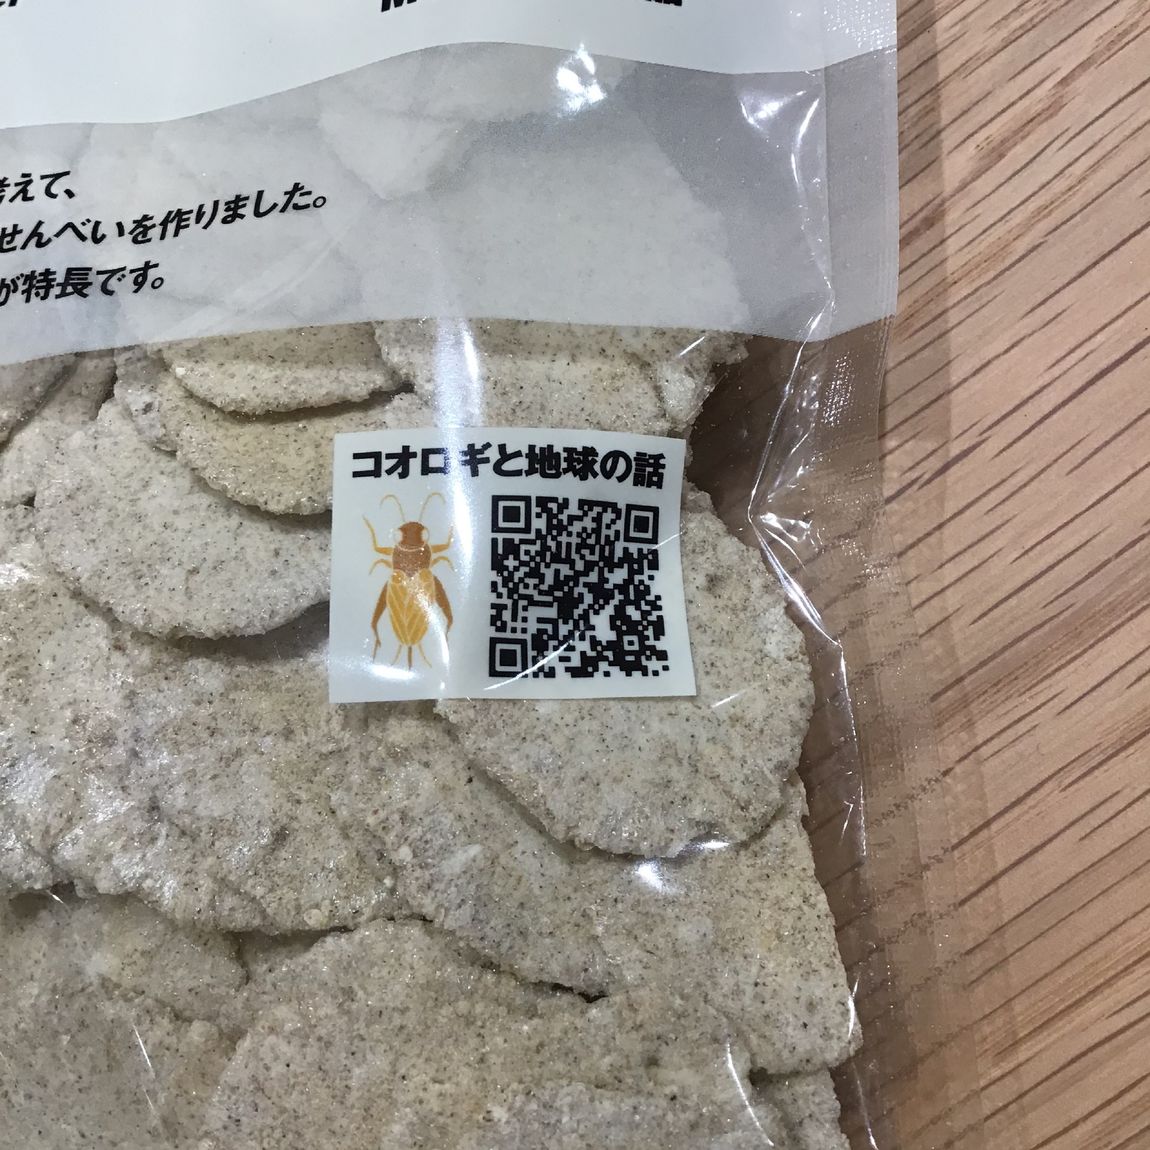 考えて、
せんべいを作りました。
が特長です。
コオロギと地球の話